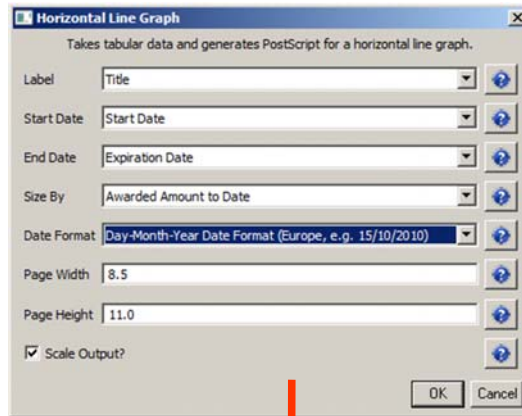 Horizontal Line Graph
Takes tabular data and generates PostScript for a horizontal line graph.
Label Title
Start Date Start Date
End Date Expiration Date
Size By Awarded Amount to Date
Date Format Day-Month-Year Date Format (Europe, e.g. 15/10/2010)
Page Width 8.5
Page Height 11.0
Scale Output?
OK Cancel